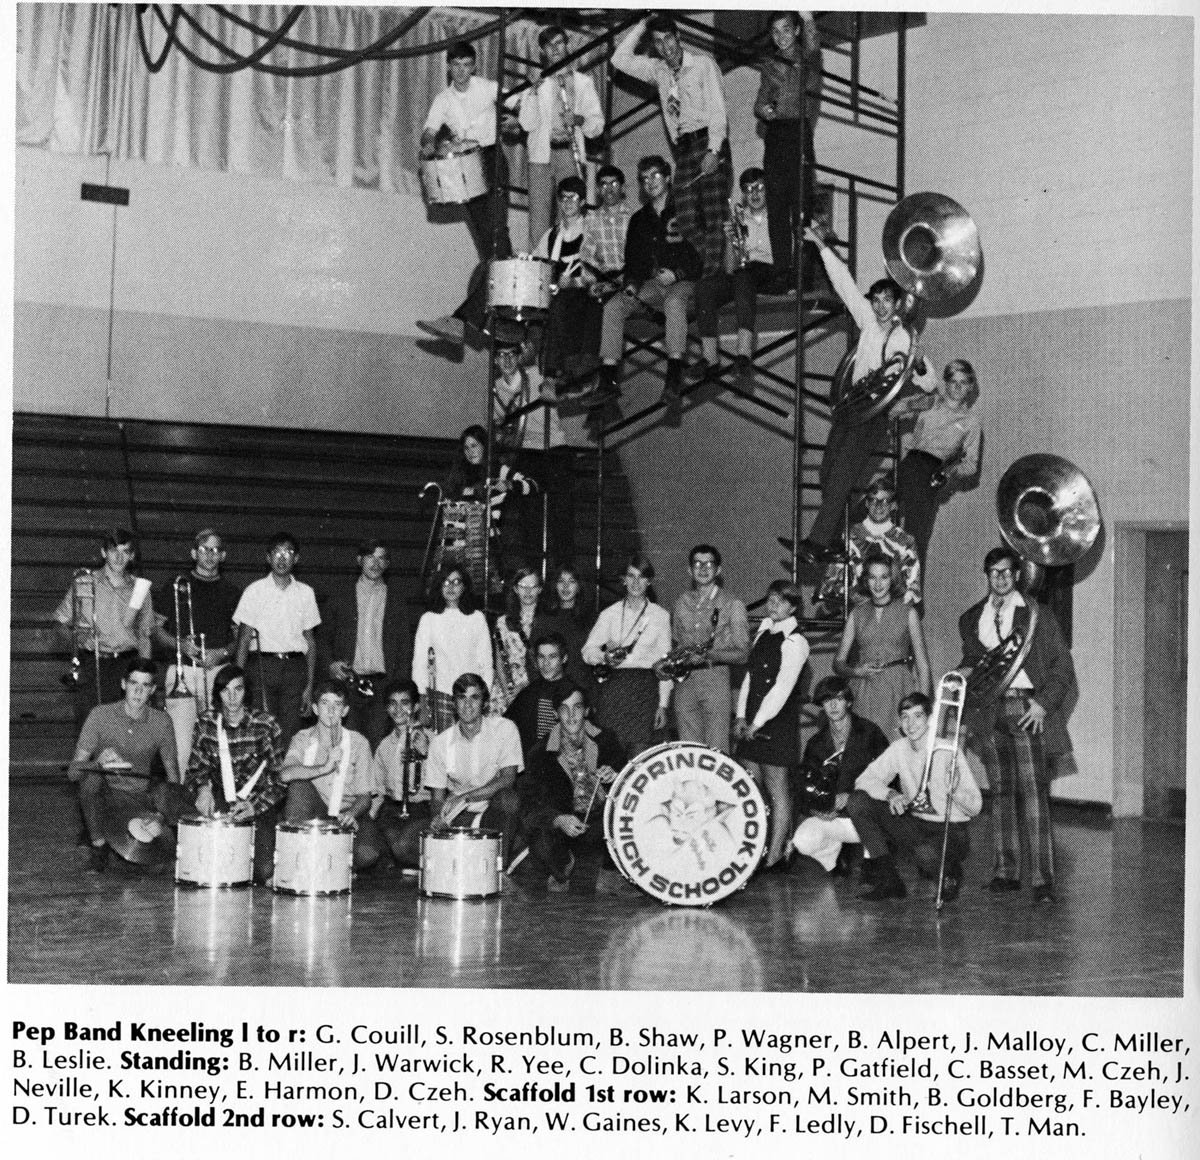 SPRINGBROOK
HIGH SCHOOL
Pep Band Kneeling l to r: G. Couill, S. Rosenblum, B. Shaw, P. Wagner, B. Alpert, J. Malloy, C. Miller,
B. Leslie. Standing: B. Miller, J. Warwick, R. Yee, C. Dolinka, S. King, P. Gatfield, C. Basset, M. Czeh, J.
Neville, K. Kinney, E. Harmon, D. Czeh. Scaffold 1st row: K. Larson, M. Smith, B. Goldberg, F. Bayley,
D. Turek. Scaffold 2nd row: S. Calvert, J. Ryan, W. Gaines, K. Levy, F. Ledly, D. Fischell, T. Man.